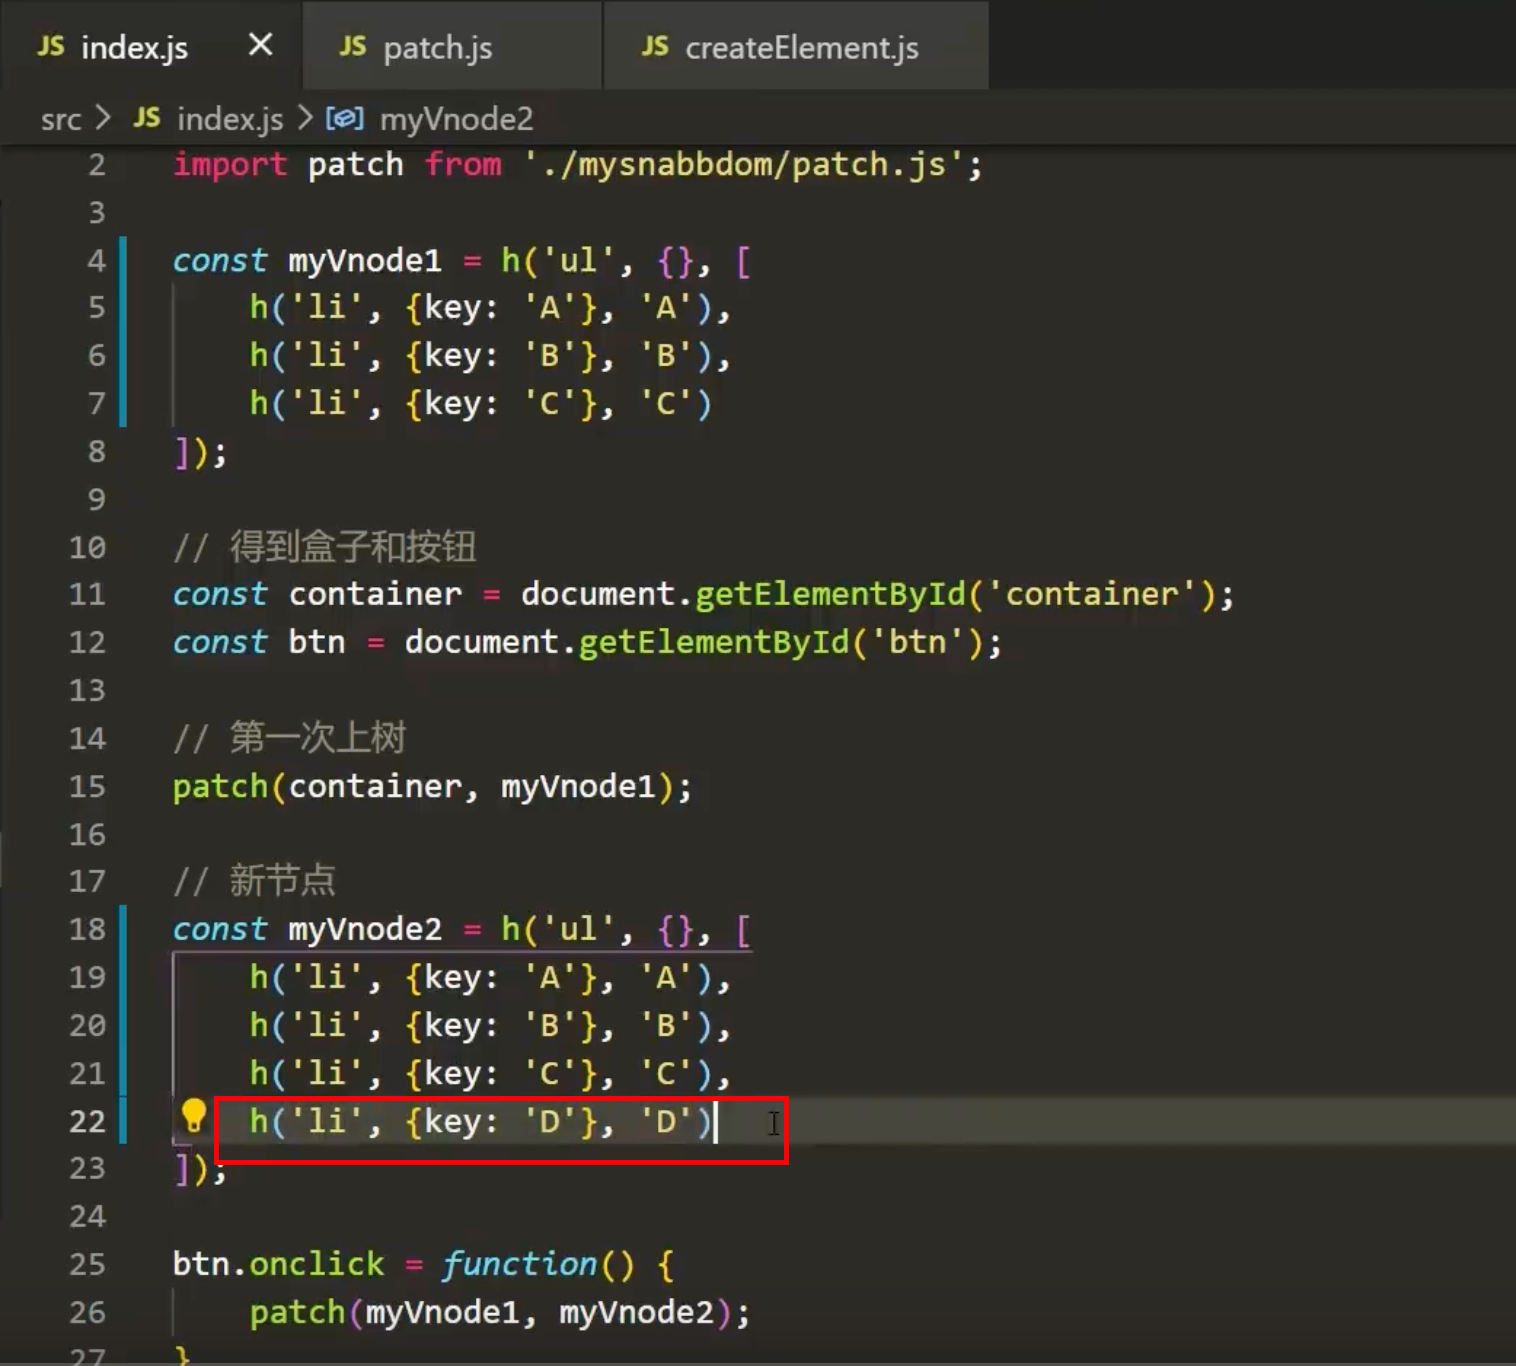 JS index.js × JS patch.js JS createElement.js
src > JS index.js > myVnode2
2 import patch from './mysnabbdom/patch.js';
3
4 const myVnode1 = h('ul', {}, [
5 h('li', {key: 'A'}, 'A'),
6 h('li', {key: 'B'}, 'B'),
7 h('li', {key: 'C'}, 'C')
8 ]);
9
10 // 得到盒子和按钮
11 const container = document.getElementById('container');
12 const btn = document.getElementById('btn');
13
14 // 第一次上树
15 patch(container, myVnode1);
16
17 // 新节点
18 const myVnode2 = h('ul', {}, [
19 h('li', {key: 'A'}, 'A'),
20 h('li', {key: 'B'}, 'B'),
21 h('li', {key: 'C'}, 'C'),
22 h('li', {key: 'D'}, 'D')
23 ]);
24
25 btn.onclick = function() {
26 patch(myVnode1, myVnode2);
27 }